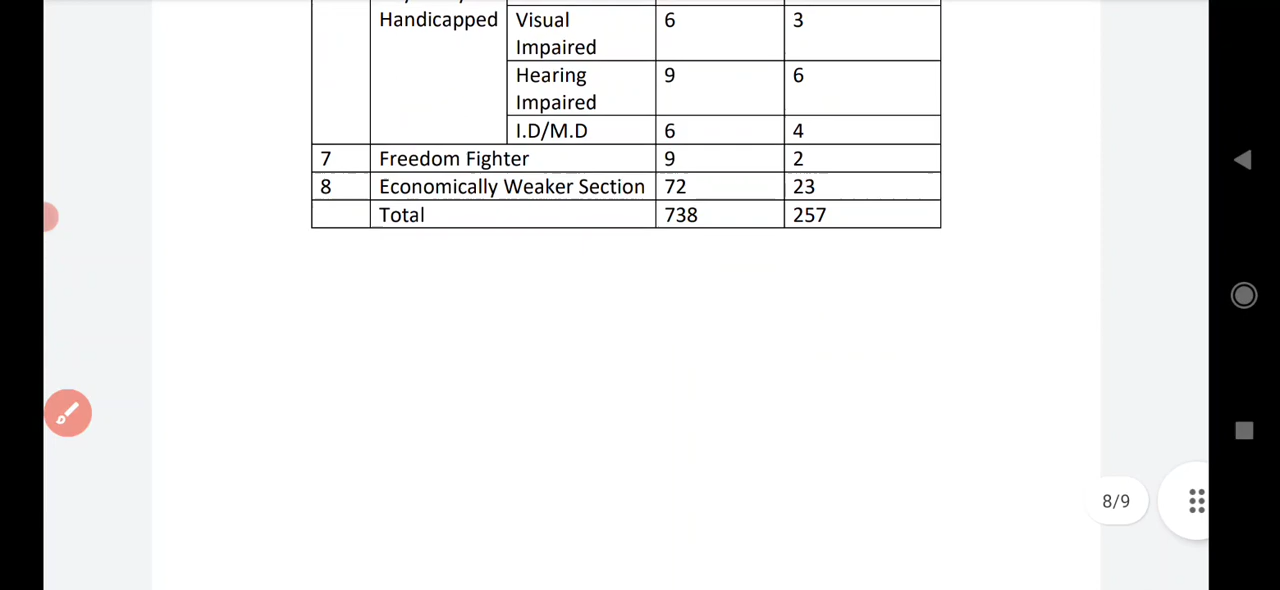 Handicapped Visual Impaired 6 3
Hearing Impaired 9 6
I.D/M.D 6 4
7 Freedom Fighter 9 2
8 Economically Weaker Section 72 23
Total 738 257
8/9